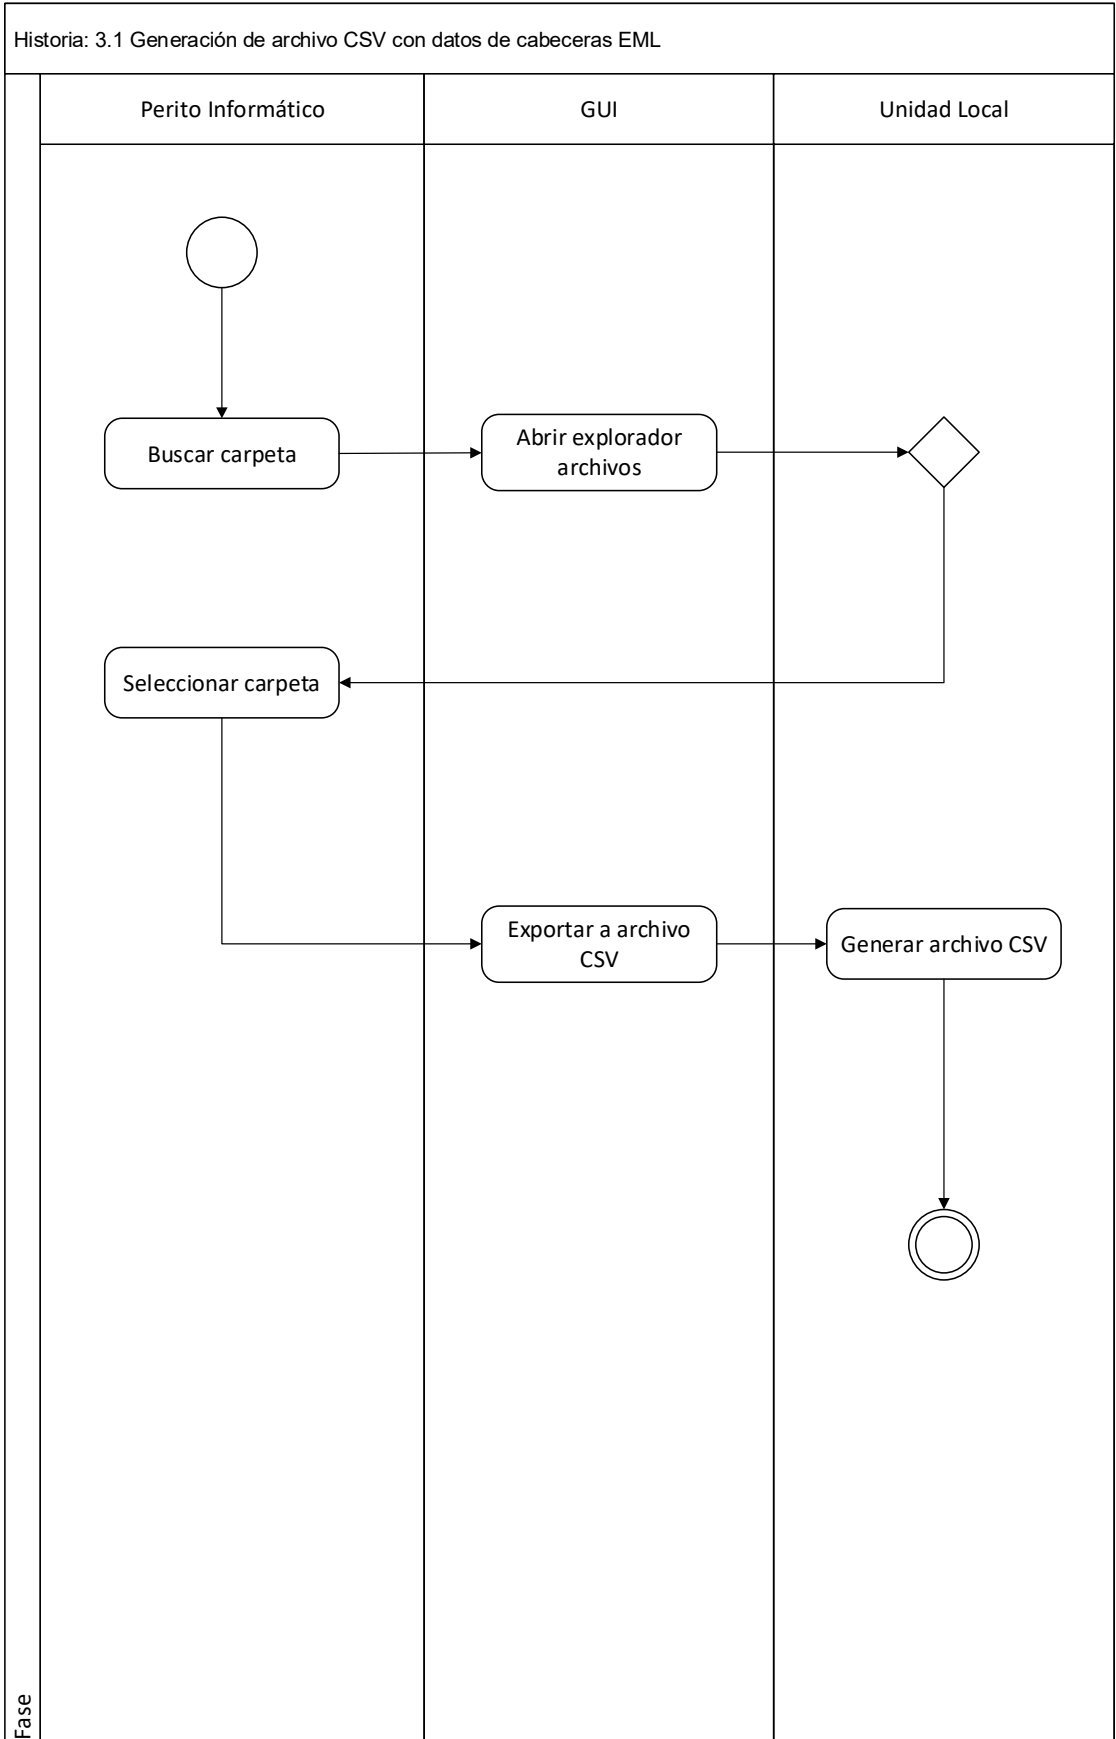 Historia: 3.1 Generación de archivo CSV con datos de cabeceras EML
Perito Informático
GUI
Unidad Local
Buscar carpeta
Abrir explorador
archivos
Seleccionar carpeta
Exportar a archivo
CSV
Generar archivo CSV
Fase